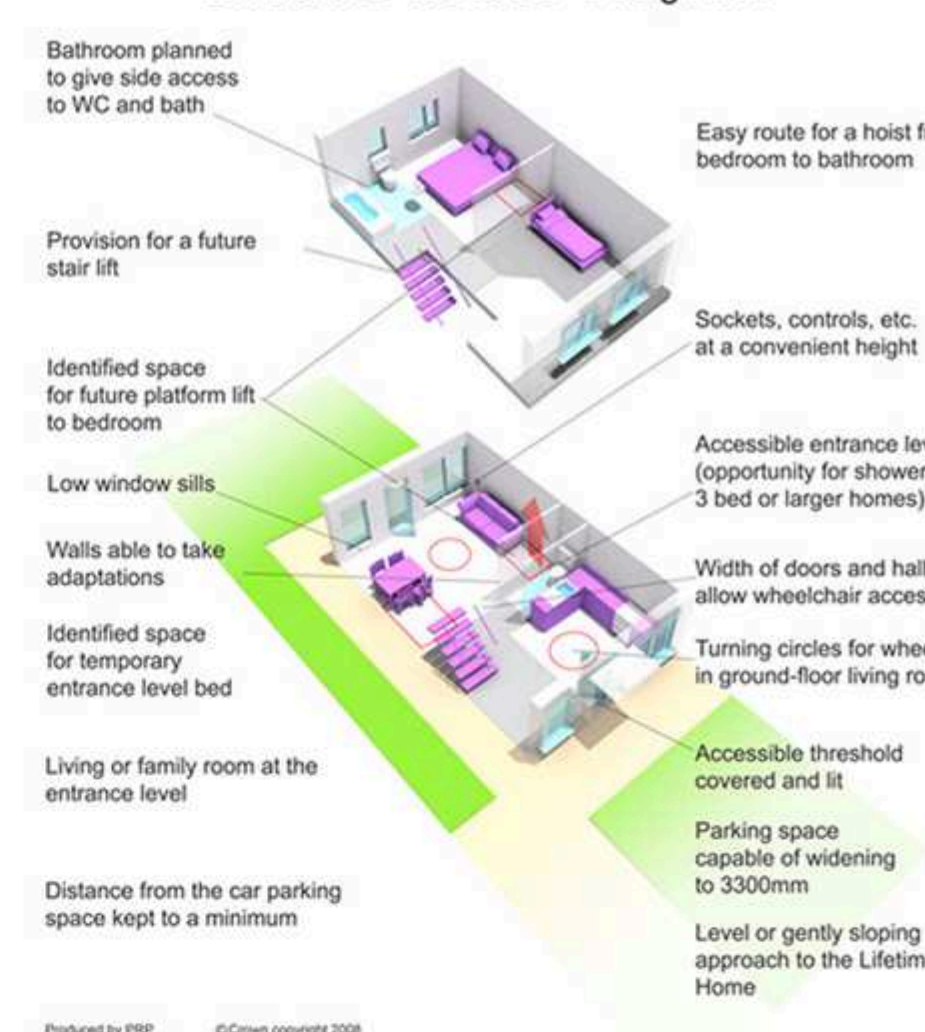 Bathroom planned
to give side access
to WC and bath
Easy route for a hoist
bedroom to bathroom
Provision for a future
stair lift
Sockets, controls, etc.
at a convenient height
Identified space
for future platform lift
to bedroom
Accessible entrance
(opportunity for shower
3 bed or larger homes)
Low window sills
Walls able to take
adaptations
Width of doors and
allow wheelchair
Identified space
for temporary
entrance level bed
Turning circles for
in ground-floor living
Living or family room at the
entrance level
Accessible threshold
covered and lit
Parking space
capable of widening
to 3300mm
Distance from the car parking
space kept to a minimum
Level or gently sloping
approach to the
Home
Produced by PRP
©Crown copyright 2008